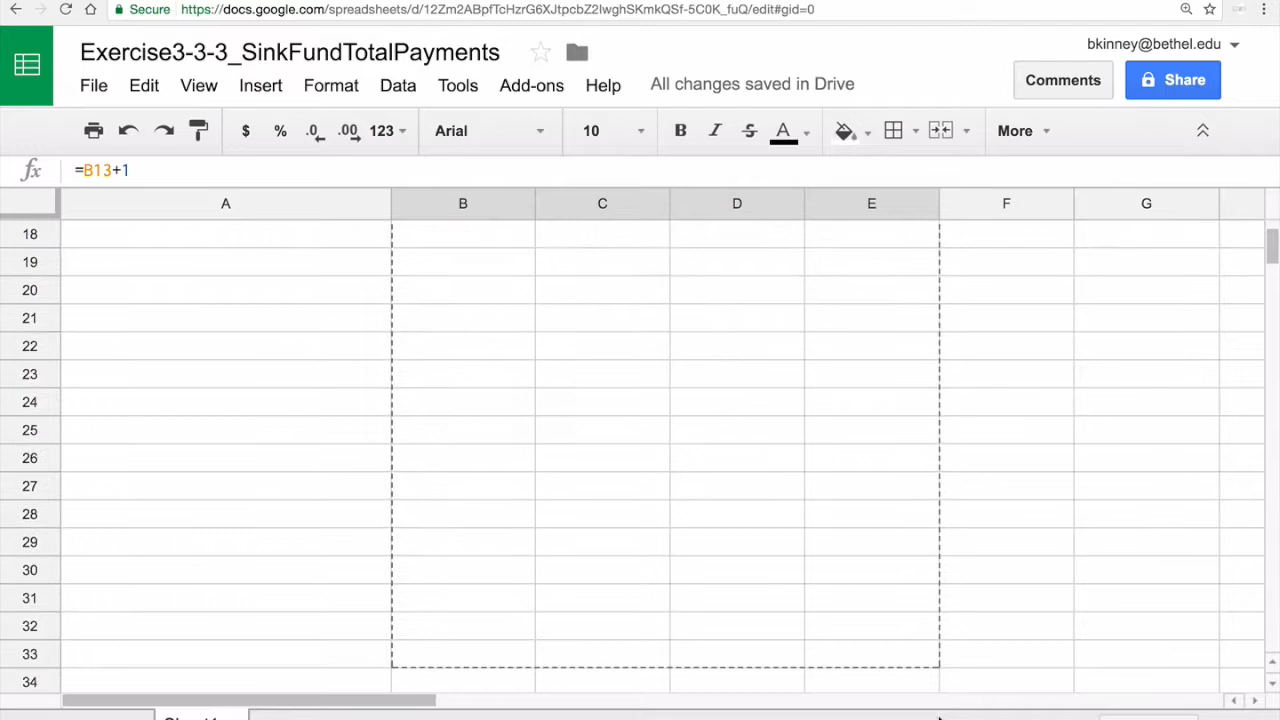 Secure https://docs.google.com/spreadsheets/d/12Zm2ABpfTcHzrG6XJtpcbZ2IwghSKmkQSf-5C0K_fuQ/edit#gid=0
Exercise3-3-3_SinkFundTotalPayments
bkinney@bethel.edu
File Edit View Insert Format Data Tools Add-ons Help All changes saved in Drive
Comments Share
$ % .0 .00 123 Arial 10 B I S A More
fx =B13+1
A B C D E F G
18
19
20
21
22
23
24
25
26
27
28
29
30
31
32
33
34